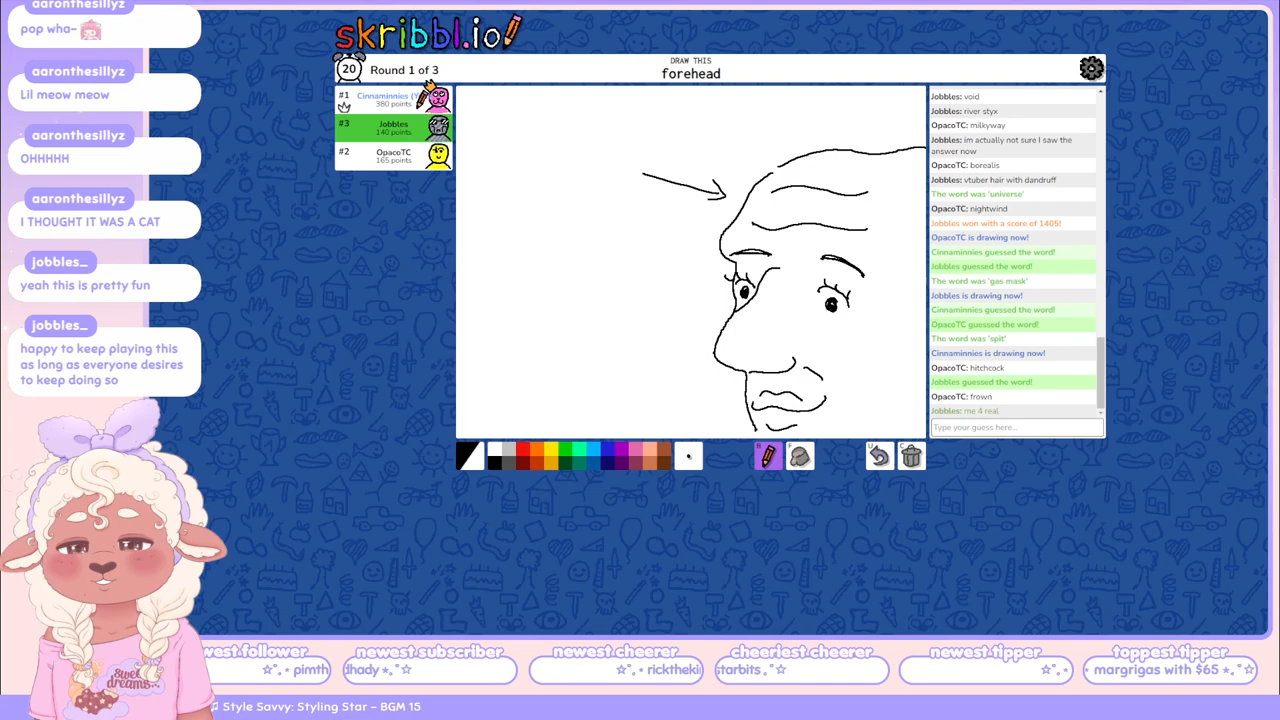 aaronthesillyz
pop wha-
aaronthesillyz
Lil meow meow
aaronthesillyz
OHHHHH
aaronthesillyz
I THOUGHT IT WAS A CAT
jobbles_
yeah this is pretty fun
jobbles_
happy to keep playing this
as long as everyone desires
to keep doing so
skribbl.io
20
Round 1 of 3
DRAW THIS
forehead
#1
Cinnaminnies (Y
380 points
#3
Jobbles
140 points
#2
OpacoTC
165 points
Jobbles: void
Jobbles: river styx
OpacoTC: milkyway
Jobbles: im actually not sure I saw the
answer now
OpacoTC: borealis
Jobbles: vtuber hair with dandruff
The word was 'universe'
OpacoTC: nightwind
Jobbles won with a score of 1405!
OpacoTC is drawing now!
Cinnaminnies guessed the word!
Jobbles guessed the word!
The word was 'gas mask'
Jobbles is drawing now!
Cinnaminnies guessed the word!
OpacoTC guessed the word!
The word was 'spit'
Cinnaminnies is drawing now!
OpacoTC: hitchcock
Jobbles guessed the word!
OpacoTC: frown
Jobbles: me 4 real
Type your guess here...
B
F
U
C
sweet
dreams
west follower
pimth
newest subscriber
dhady
newest cheerer
ricktheki
cheeriest cheerer
starbits
newest tipper
toppest tipper
margrigas with $65
♫ Style Savvy: Styling Star - BGM 15